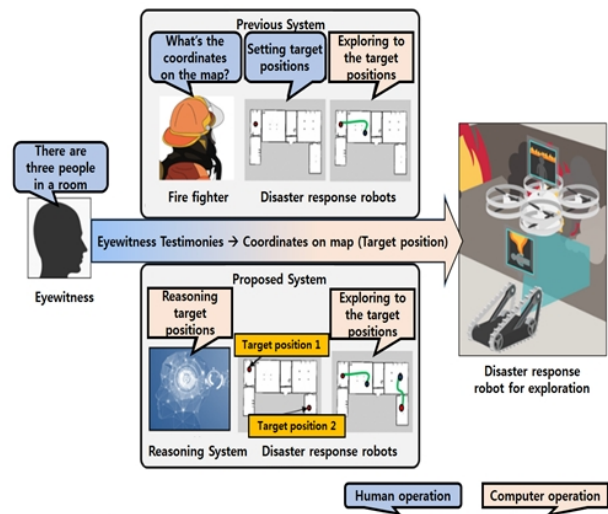 Previous System
What's the
coordinates
on the map?
Setting target
positions
Exploring to
the target
positions
Fire fighter
Disaster response robots
There are
three people
in a room
Eyewitness
Eyewitness Testimonies → Coordinates on map (Target position)
Proposed System
Reasoning
target
positions
Exploring to
the target
positions
Target position 1
Target position 2
Reasoning System
Disaster response robots
Disaster response
robot for exploration
Human operation
Computer operation